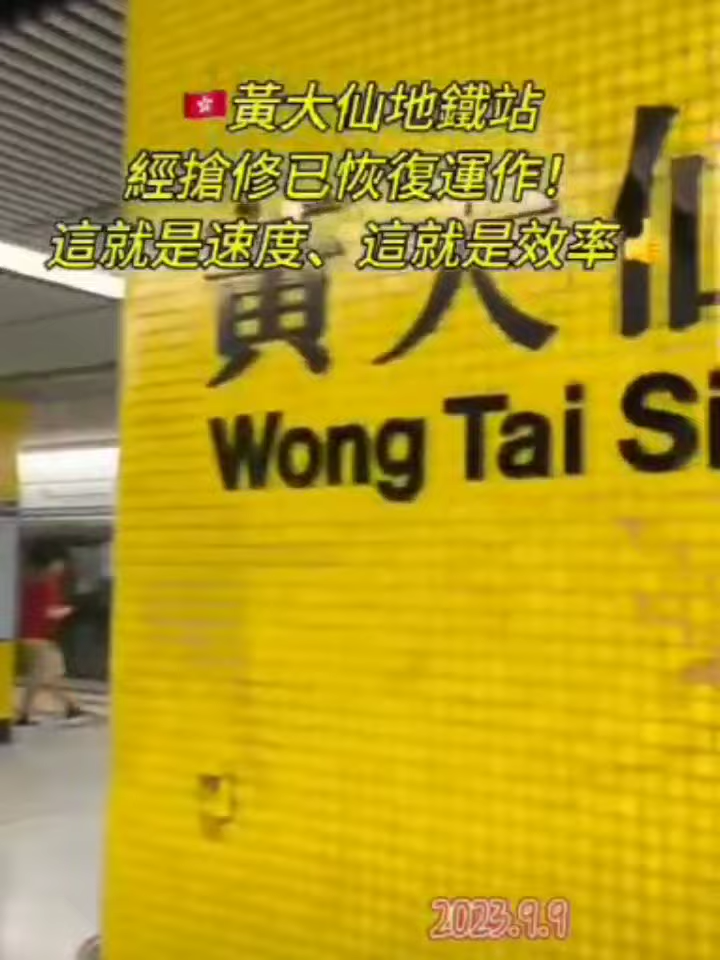 🇭🇰黃大仙地鐵站
經搶修已恢復運作!
這就是速度、這就是效率👍
黃大仙
Wong Tai Si
2023.9.9